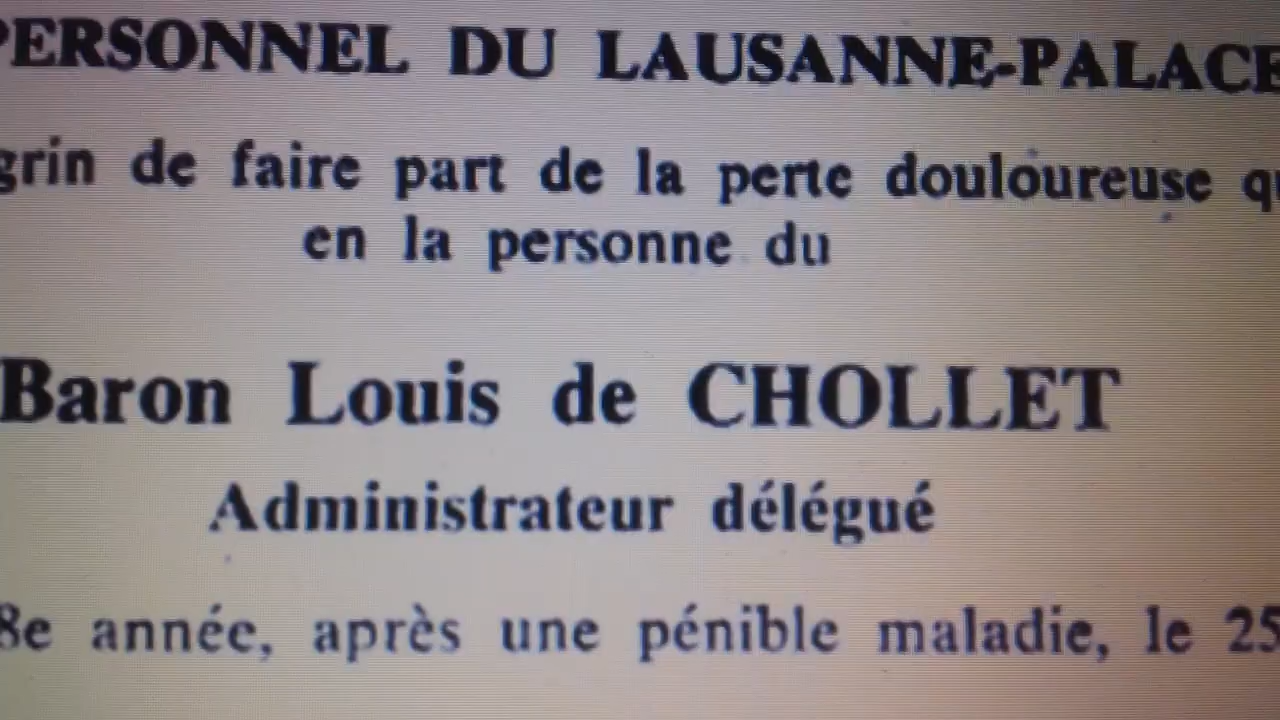 PERSONNEL DU LAUSANNE-PALACE
grin de faire part de la perte douloureuse qu
en la personne du
Baron Louis de CHOLLET
Administrateur délégué
8e année, après une pénible maladie, le 25